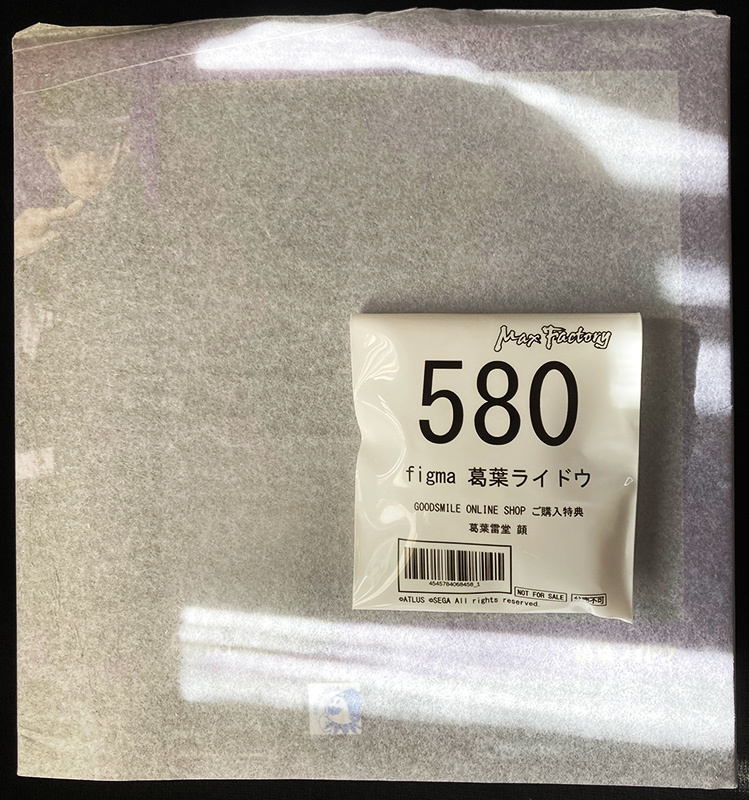 Max Factory
580
figma 葛葉ライドウ
GOODSMILE ONLINE SHOP ご購入特典
葛葉雷堂 顔
4545784068458_1
NOT FOR SALE
©ATLUS ©SEGA All rights reserved.